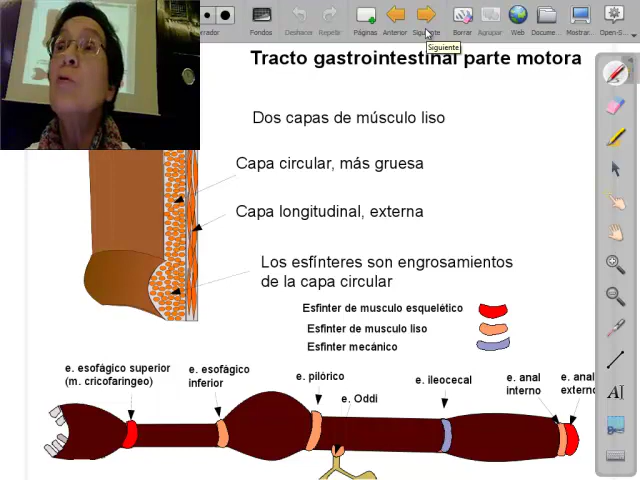 orrador
Fondos
Deshacer
Repetir
Páginas
Anterior
Siguiente
Borrar
Agrupar
Web
Docume...
Mostrar...
Open-S...
Siguiente
Tracto gastrointestinal parte motora
Dos capas de músculo liso
Capa circular, más gruesa
Capa longitudinal, externa
Los esfínteres son engrosamientos
de la capa circular
Esfinter de musculo esquelético
Esfinter de musculo liso
Esfinter mecánico
e. esofágico superior
(m. cricofaringeo)
e. esofágico
inferior
e. pilórico
e. Oddi
e. ileocecal
e. anal
interno
e. anal
externo
AI